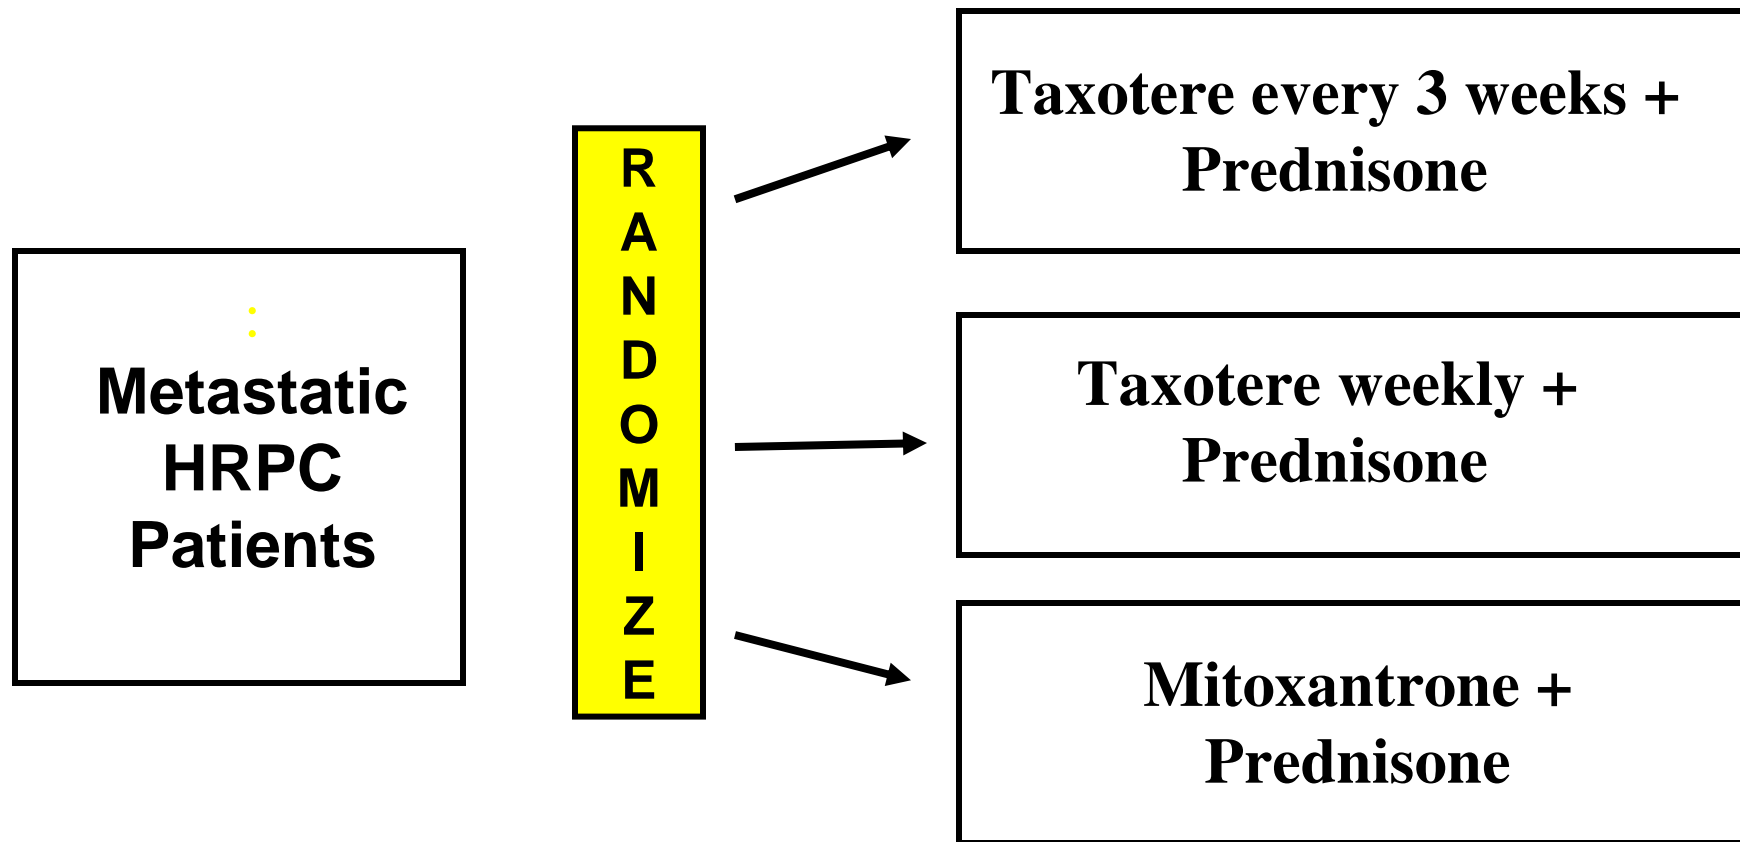 :
Metastatic
HRPC
Patients
R
A
N
D
O
M
I
Z
E
Taxotere every 3 weeks +
Prednisone
Taxotere weekly +
Prednisone
Mitoxantrone +
Prednisone